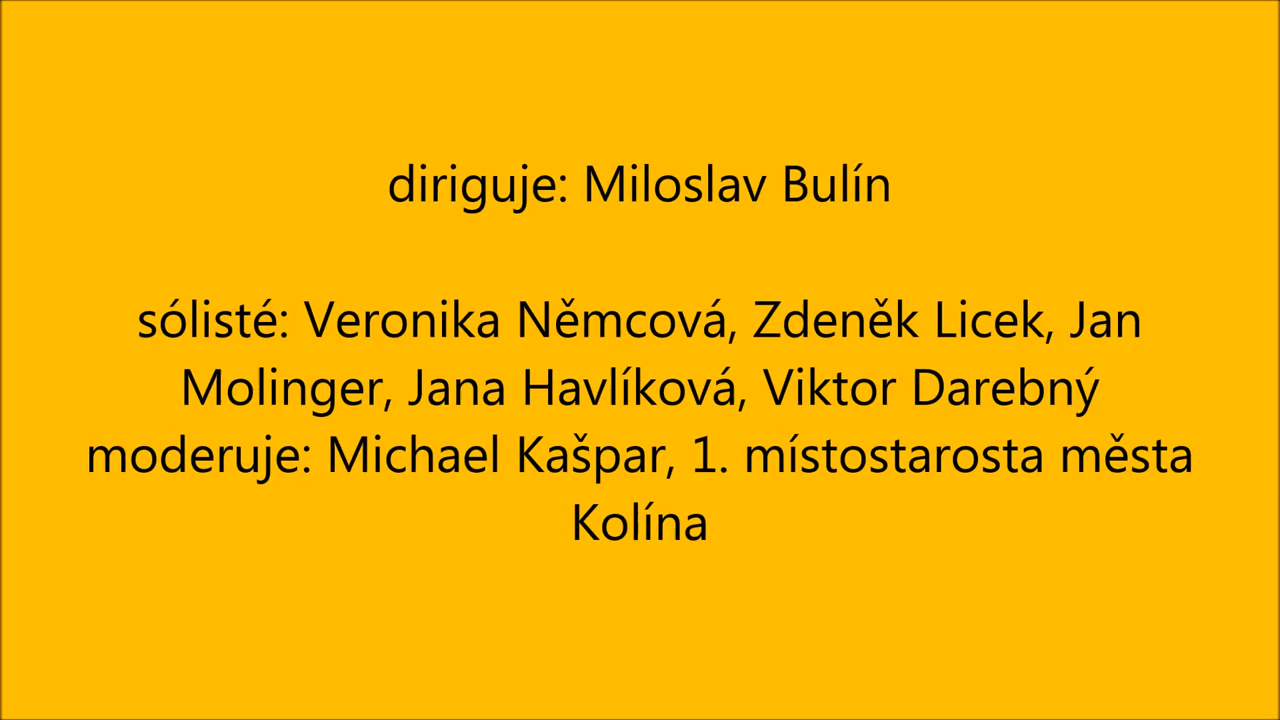 diriguje: Miloslav Bulín
sólisté: Veronika Němcová, Zdeněk Licek, Jan
Molinger, Jana Havlíková, Viktor Darebný
moderuje: Michael Kašpar, 1. místostarosta města
Kolína